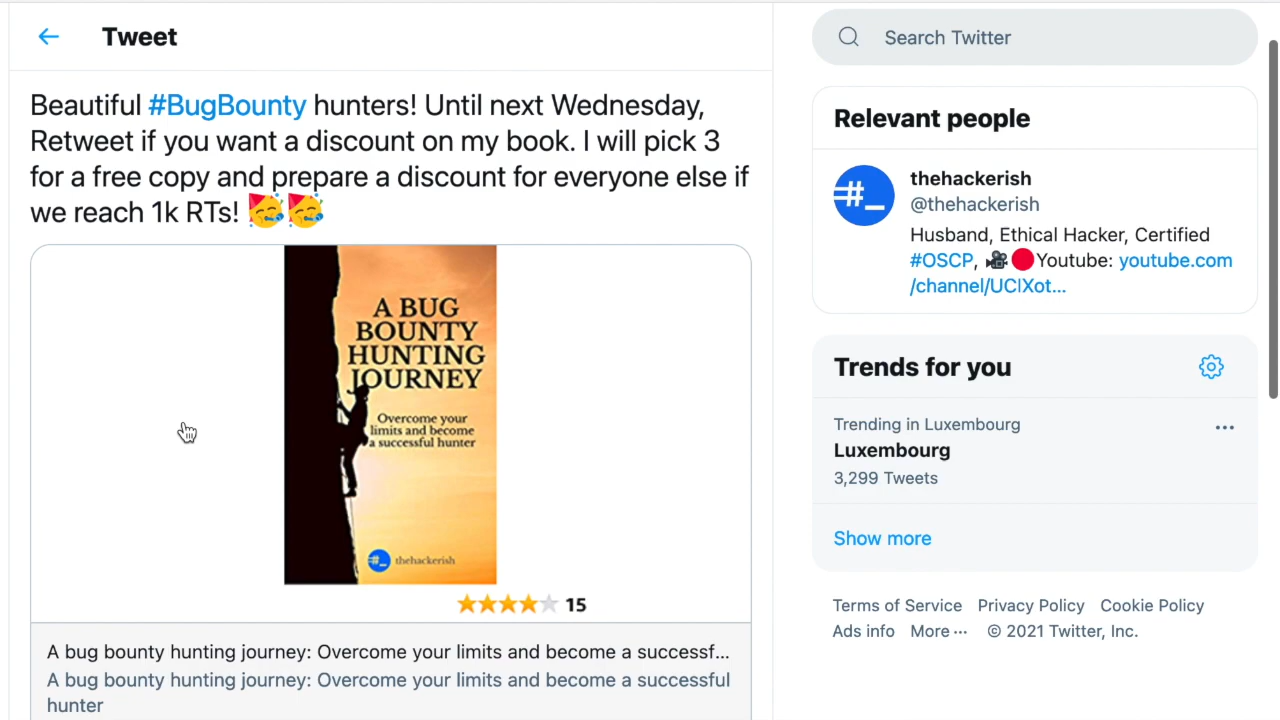 Tweet
Beautiful #BugBounty hunters! Until next Wednesday,
Retweet if you want a discount on my book. I will pick 3
for a free copy and prepare a discount for everyone else if
we reach 1k RTs! 🥳🥳
A BUG
BOUNTY
HUNTING
JOURNEY
Overcome your
limits and become
a successful hunter
#_ thehackerish
15
A bug bounty hunting journey: Overcome your limits and become a successf...
A bug bounty hunting journey: Overcome your limits and become a successful
hunter
Search Twitter
Relevant people
#_
thehackerish
@thehackerish
Husband, Ethical Hacker, Certified
#OSCP, 🎥🔴Youtube: youtube.com
/channel/UCIXot...
Trends for you
Trending in Luxembourg
Luxembourg
3,299 Tweets
Show more
Terms of Service Privacy Policy Cookie Policy
Ads info More ··· © 2021 Twitter, Inc.